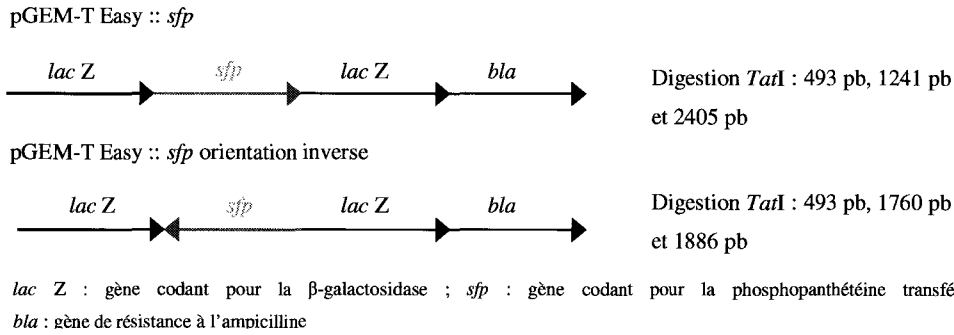 pGEM-T Easy :: sfp
lac Z sfp lac Z bla
Digestion TatI : 493 pb, 1241 pb
et 2405 pb
pGEM-T Easy :: sfp orientation inverse
lac Z sfp lac Z bla
Digestion TatI : 493 pb, 1760 pb
et 1886 pb
lac Z : gène codant pour la β-galactosidase ; sfp : gène codant pour la phosphopanthétéine transfé
bla : gène de résistance à l'ampicilline